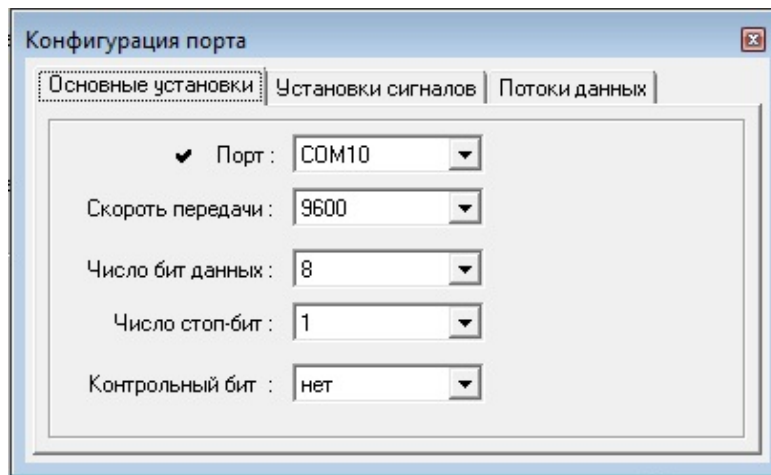 Конфигурация порта
Основные установки Установки сигналов Потоки данных
Порт : COM10
Скороть передачи : 9600
Число бит данных : 8
Число стоп-бит : 1
Контрольный бит : нет